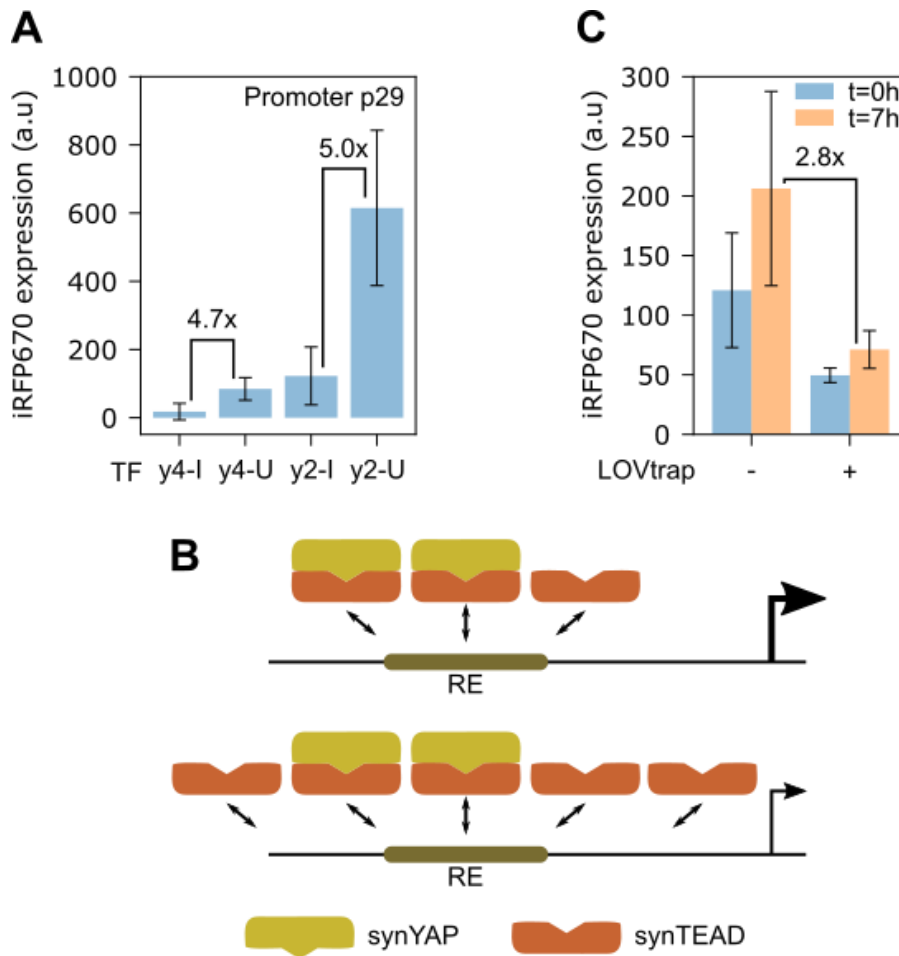 A
iRFP670 expression (a.u)
1000
800
600
400
200
0
Promoter p29
5.0x
4.7x
TF y4-I y4-U y2-I y2-U
C
iRFP670 expression (a.u)
300
250
200
150
100
50
0
t=0h
t=7h
2.8x
LOVtrap - +
B
RE
RE
synYAP synTEAD